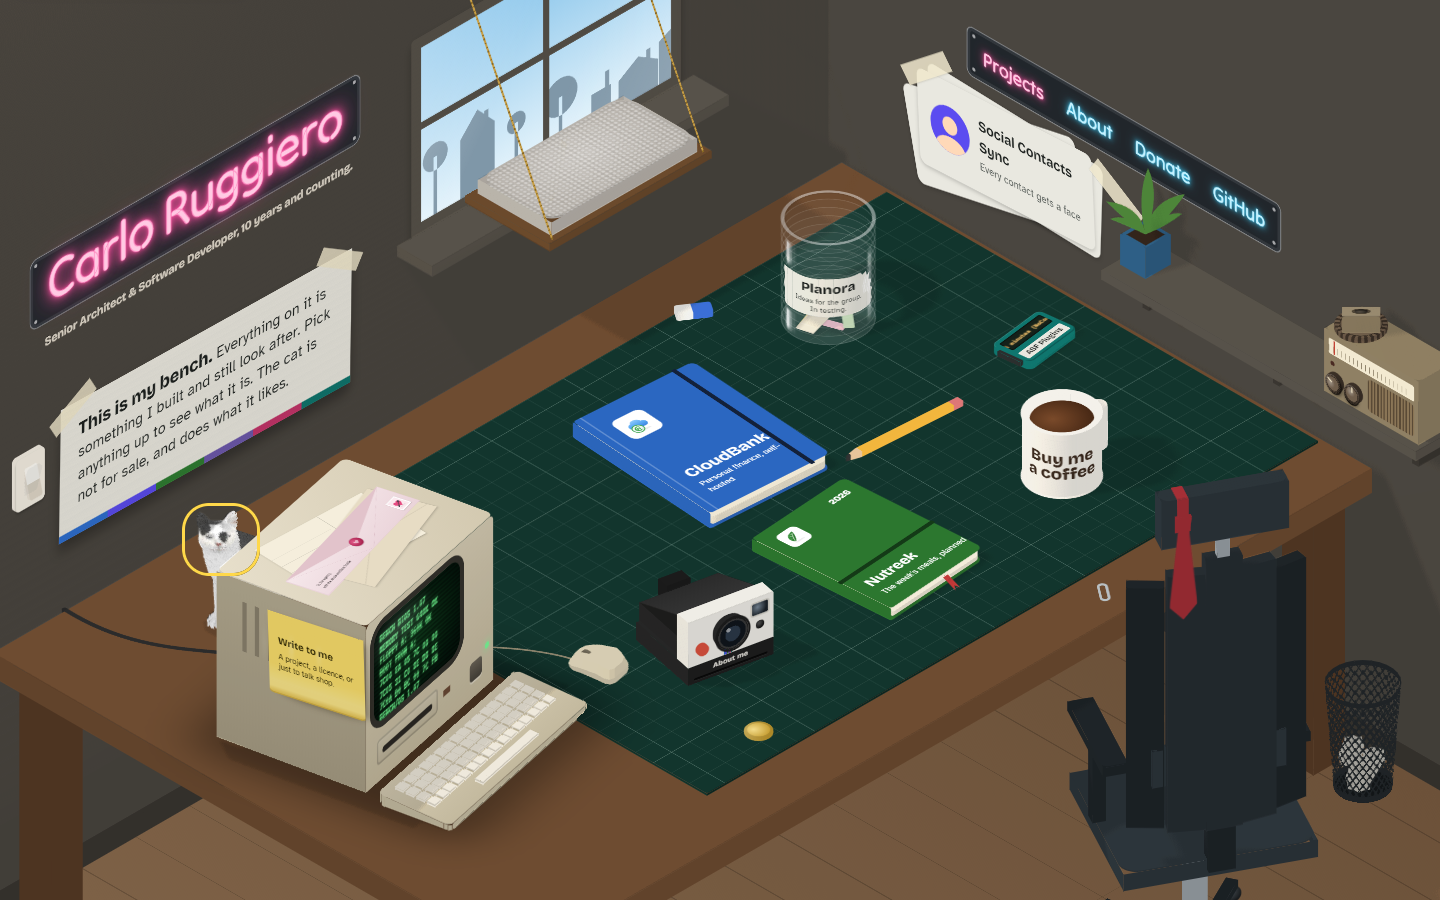 Carlo Ruggiero
Senior Architect & Software Developer, 10 years and counting.
This is my bench. Everything on it is
something I built and still look after. Pick
anything up to see what it is. The cat is
not for sale, and does what it likes.
Projects
About
Donate
GitHub
Social Contacts
Sync
Every contact gets a face
Planora
Ideas for the group.
In testing.
ASF Plugins
CloudBank
Personal finance, self-
hosted
Buy me
a coffee
2026
Nutreek
The week's meals, planned
About me
Write to me
A project, a licence, or
just to talk shop.